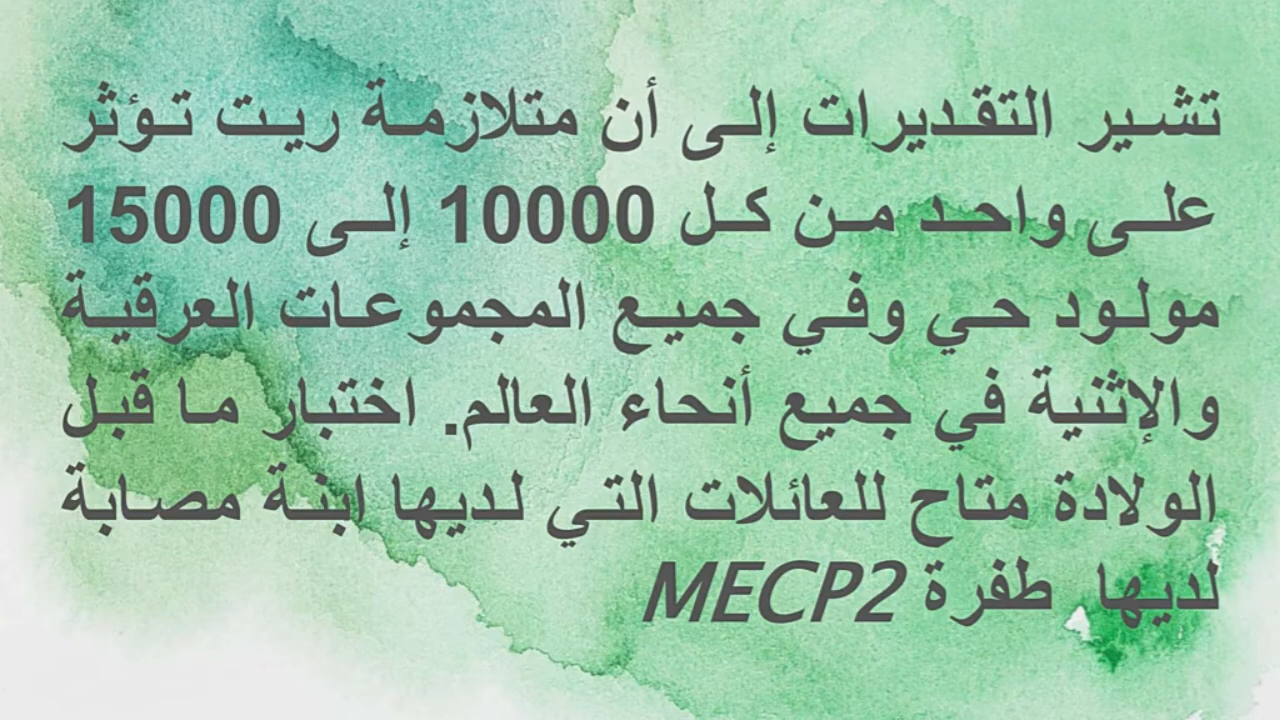 تشير التقديرات إلى أن متلازمة ريت تؤثر
على واحد من كل 10000 إلى 15000
مولود حي وفي جميع المجموعات العرقية
والإثنية في جميع أنحاء العالم. اختبار ما قبل
الولادة متاح للعائلات التي لديها ابنة مصابة
لديها طفرة MECP2